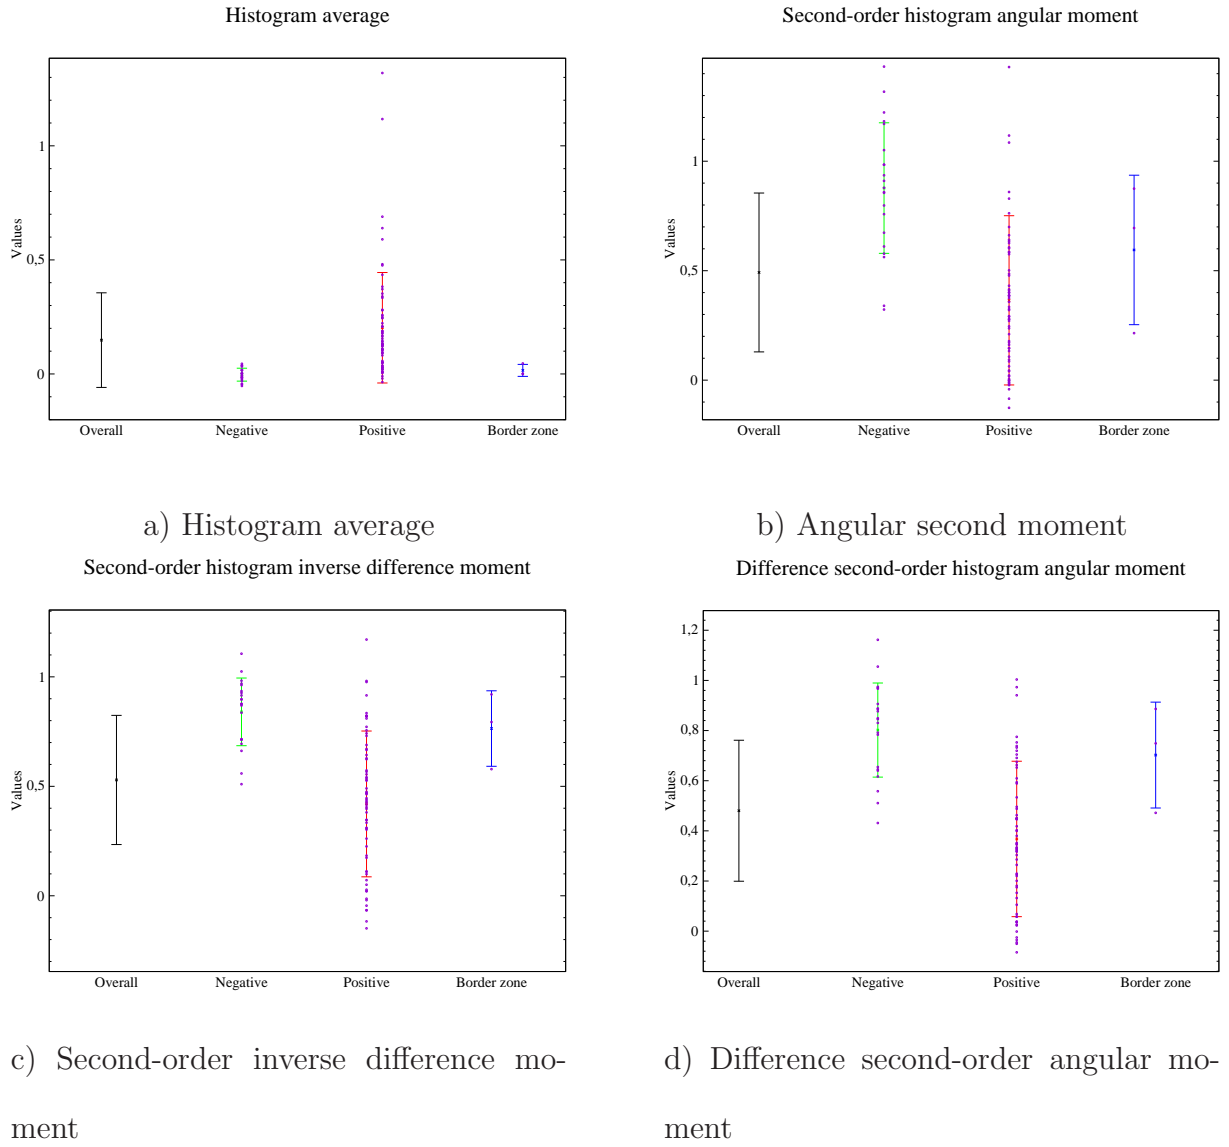 Histogram average
Values
1
0,5
0
Overall Negative Positive Border zone
a) Histogram average
Second-order histogram angular moment
Values
1
0,5
0
Overall Negative Positive Border zone
b) Angular second moment
Second-order histogram inverse difference moment
Values
1
0,5
0
Overall Negative Positive Border zone
c) Second-order inverse difference mo-
ment
Difference second-order histogram angular moment
Values
1,2
1
0,8
0,6
0,4
0,2
0
Overall Negative Positive Border zone
d) Difference second-order angular mo-
ment